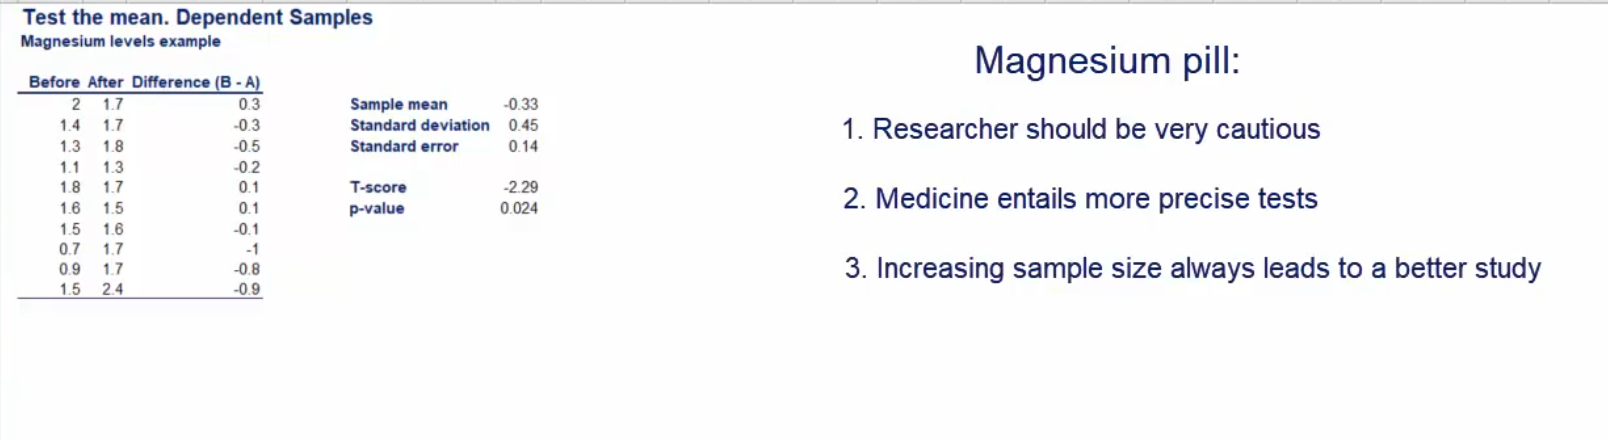 Test the mean. Dependent Samples
Magnesium levels example
Before After Difference (B - A)
2 1.7 0.3
1.4 1.7 -0.3
1.3 1.8 -0.5
1.1 1.3 -0.2
1.8 1.7 0.1
1.6 1.5 0.1
1.5 1.6 -0.1
0.7 1.7 -1
0.9 1.7 -0.8
1.5 2.4 -0.9
Sample mean -0.33
Standard deviation 0.45
Standard error 0.14
T-score -2.29
p-value 0.024
Magnesium pill:
1. Researcher should be very cautious
2. Medicine entails more precise tests
3. Increasing sample size always leads to a better study